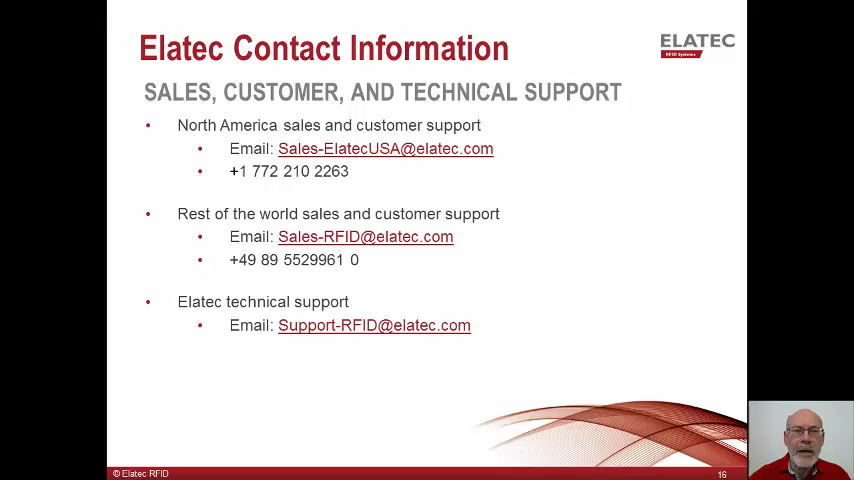 Elatec Contact Information
ELATEC
RFID Systems
SALES, CUSTOMER, AND TECHNICAL SUPPORT
• North America sales and customer support
• Email: Sales-ElatecUSA@elatec.com
• +1 772 210 2263
• Rest of the world sales and customer support
• Email: Sales-RFID@elatec.com
• +49 89 5529961 0
• Elatec technical support
• Email: Support-RFID@elatec.com
© Elatec RFID
16